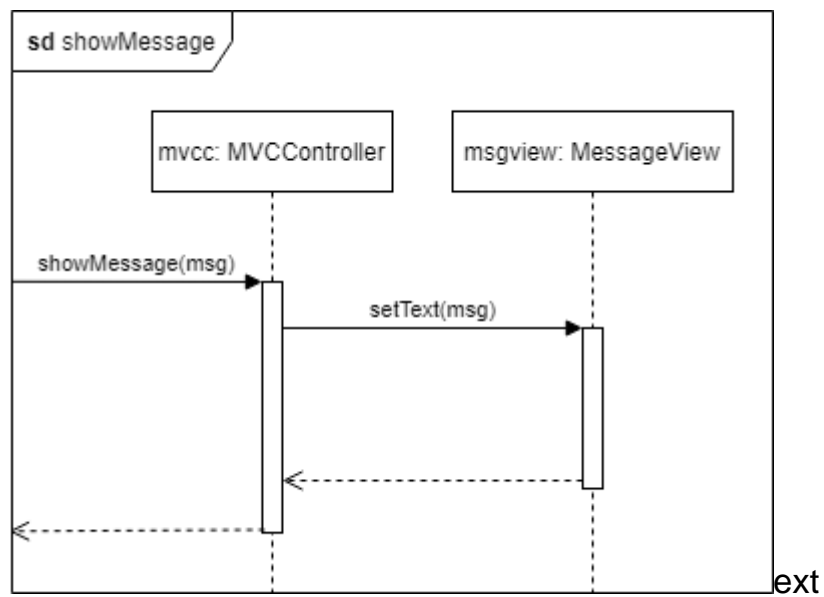 sd showMessage
mvcc: MVCController
msgview: MessageView
showMessage(msg)
setText(msg)
ext